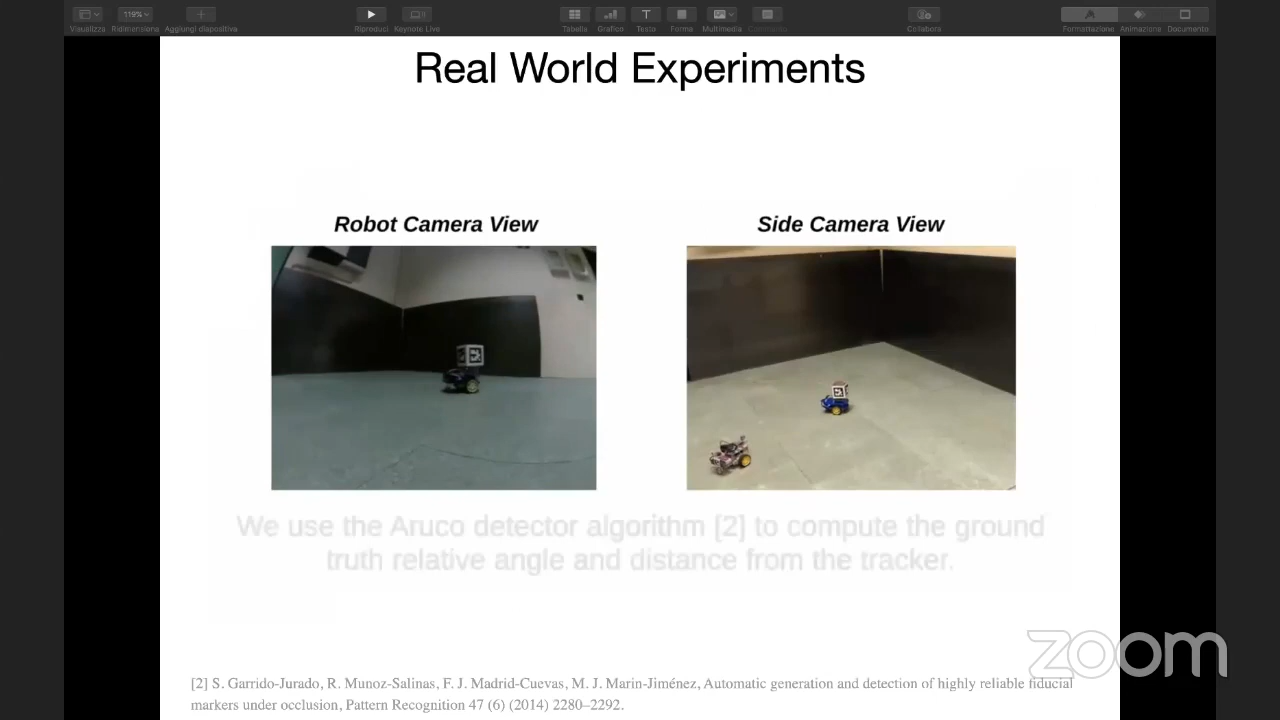 Visualizza
119%
Ridimensiona
Aggiungi diapositiva
Riproduci
Keynote Live
Tabella
Grafico
Testo
Forma
Multimedia
Commento
Collabora
Formattazione
Animazione
Documento
Real World Experiments
Robot Camera View
Side Camera View
We use the Aruco detector algorithm [2] to compute the ground
truth relative angle and distance from the tracker.
zoom
[2] S. Garrido-Jurado, R. Munoz-Salinas, F. J. Madrid-Cuevas, M. J. Marin-Jiménez, Automatic generation and detection of highly reliable fiducial
markers under occlusion, Pattern Recognition 47 (6) (2014) 2280–2292.